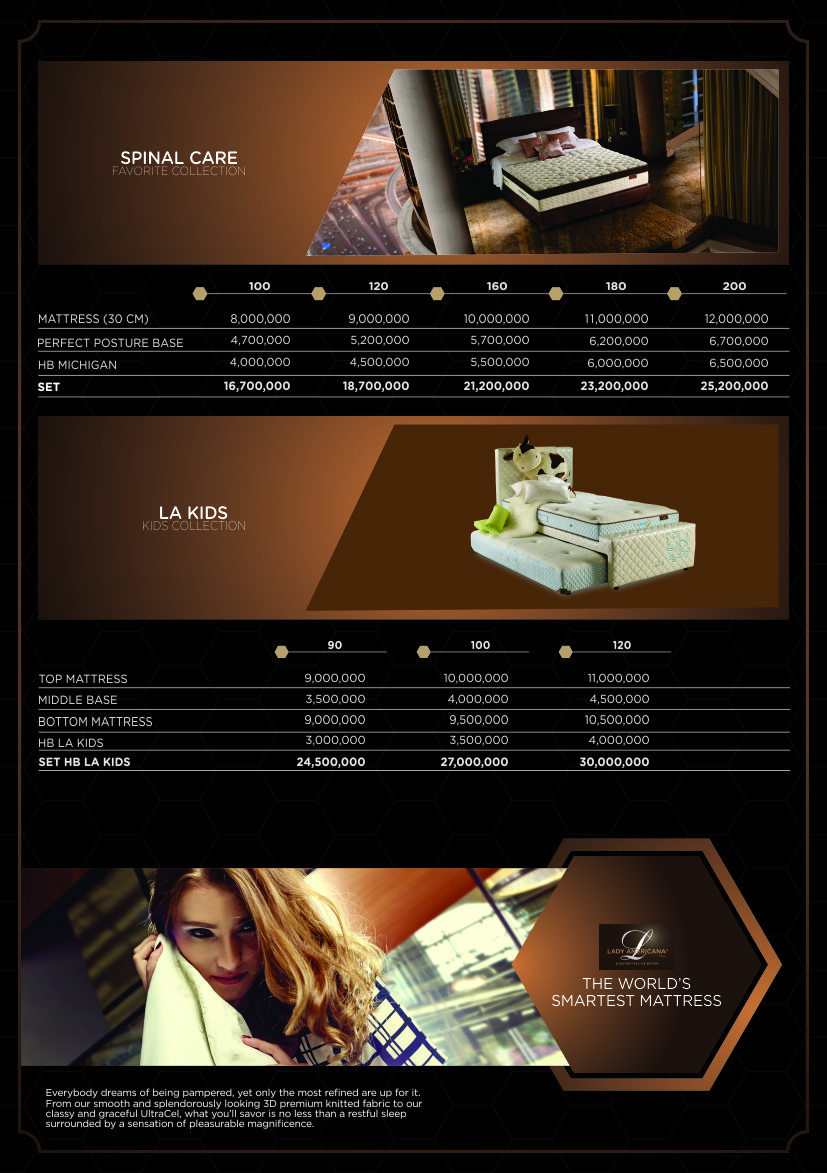 SPINAL CARE
FAVORITE COLLECTION
100 120 160 180 200
MATTRESS (30 CM) 8,000,000 9,000,000 10,000,000 11,000,000 12,000,000
PERFECT POSTURE BASE 4,700,000 5,200,000 5,700,000 6,200,000 6,700,000
HB MICHIGAN 4,000,000 4,500,000 5,500,000 6,000,000 6,500,000
SET 16,700,000 18,700,000 21,200,000 23,200,000 25,200,000
LA KIDS
KIDS COLLECTION
90 100 120
TOP MATTRESS 9,000,000 10,000,000 11,000,000
MIDDLE BASE 3,500,000 4,000,000 4,500,000
BOTTOM MATTRESS 9,000,000 9,500,000 10,500,000
HB LA KIDS 3,000,000 3,500,000 4,000,000
SET HB LA KIDS 24,500,000 27,000,000 30,000,000
L
LADY AMERICANA
THE WORLD'S
SMARTEST MATTRESS
Everybody dreams of being pampered, yet only the most refined are up for it.
From our smooth and splendorously looking 3D premium knitted fabric to our
classy and graceful UltraCel, what you'll savor is no less than a restful sleep
surrounded by a sensation of pleasurable magnificence.